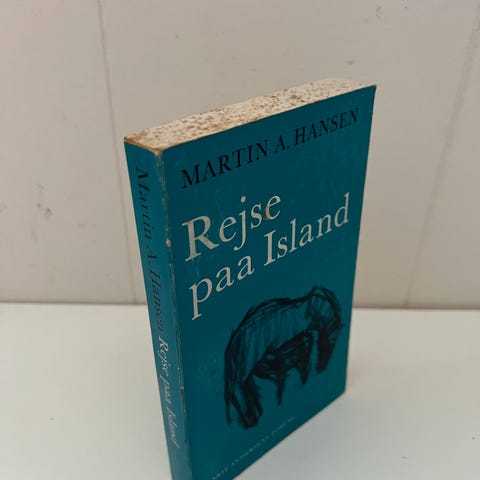 MARTIN A. HANSEN
Rejse
paa Island
Martin A. Hansen Rejse paa Island